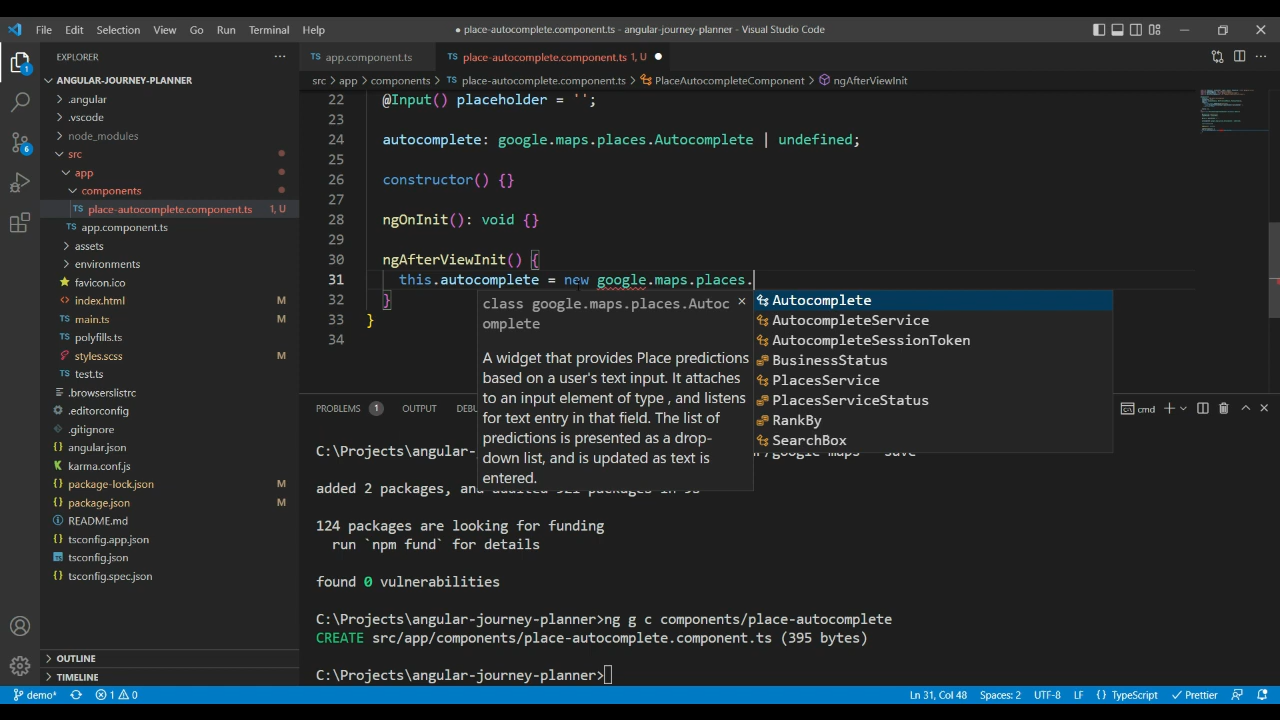 File Edit Selection View Go Run Terminal Help
● place-autocomplete.component.ts - angular-journey-planner - Visual Studio Code
EXPLORER
ANGULAR-JOURNEY-PLANNER
.angular
.vscode
node_modules
src
app
components
TS place-autocomplete.component.ts 1, U
TS app.component.ts
assets
environments
favicon.ico
index.html M
TS main.ts M
TS polyfills.ts
styles.scss M
TS test.ts
.browserslistrc
.editorconfig
.gitignore
angular.json
karma.conf.js
package-lock.json M
package.json M
README.md
tsconfig.app.json
tsconfig.json
tsconfig.spec.json
OUTLINE
TIMELINE
1
6
TS app.component.ts
TS place-autocomplete.component.ts 1, U ●
src > app > components > TS place-autocomplete.component.ts > PlaceAutocompleteComponent > ngAfterViewInit
22 @Input() placeholder = '';
23
24 autocomplete: google.maps.places.Autocomplete | undefined;
25
26 constructor() {}
27
28 ngOnInit(): void {}
29
30 ngAfterViewInit() {
31 this.autocomplete = new google.maps.places.
32 }
33 }
34
class google.maps.places.Autoc
omplete
A widget that provides Place predictions
based on a user's text input. It attaches
to an input element of type , and listens
for text entry in that field. The list of
predictions is presented as a drop-
down list, and is updated as text is
entered.
Autocomplete
AutocompleteService
AutocompleteSessionToken
BusinessStatus
PlacesService
PlacesServiceStatus
RankBy
SearchBox
PROBLEMS 1 OUTPUT DEBU
cmd
C:\Projects\angular-
added 2 packages, and
124 packages are looking for funding
run `npm fund` for details
found 0 vulnerabilities
C:\Projects\angular-journey-planner>ng g c components/place-autocomplete
CREATE src/app/components/place-autocomplete.component.ts (395 bytes)
C:\Projects\angular-journey-planner>
demo* 1 0
Ln 31, Col 48 Spaces: 2 UTF-8 LF {} TypeScript Prettier